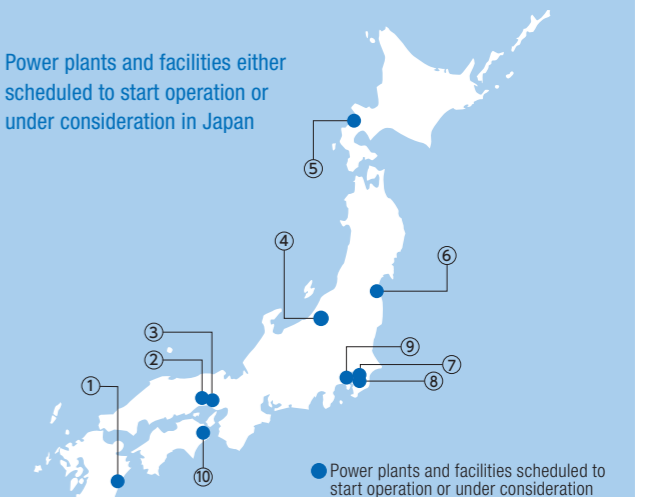 Power plants and facilities either
scheduled to start operation or
under consideration in Japan
⑤
④
⑥
③
②
①
⑨
⑦
⑧
⑩
Power plants and facilities scheduled to
start operation or under consideration